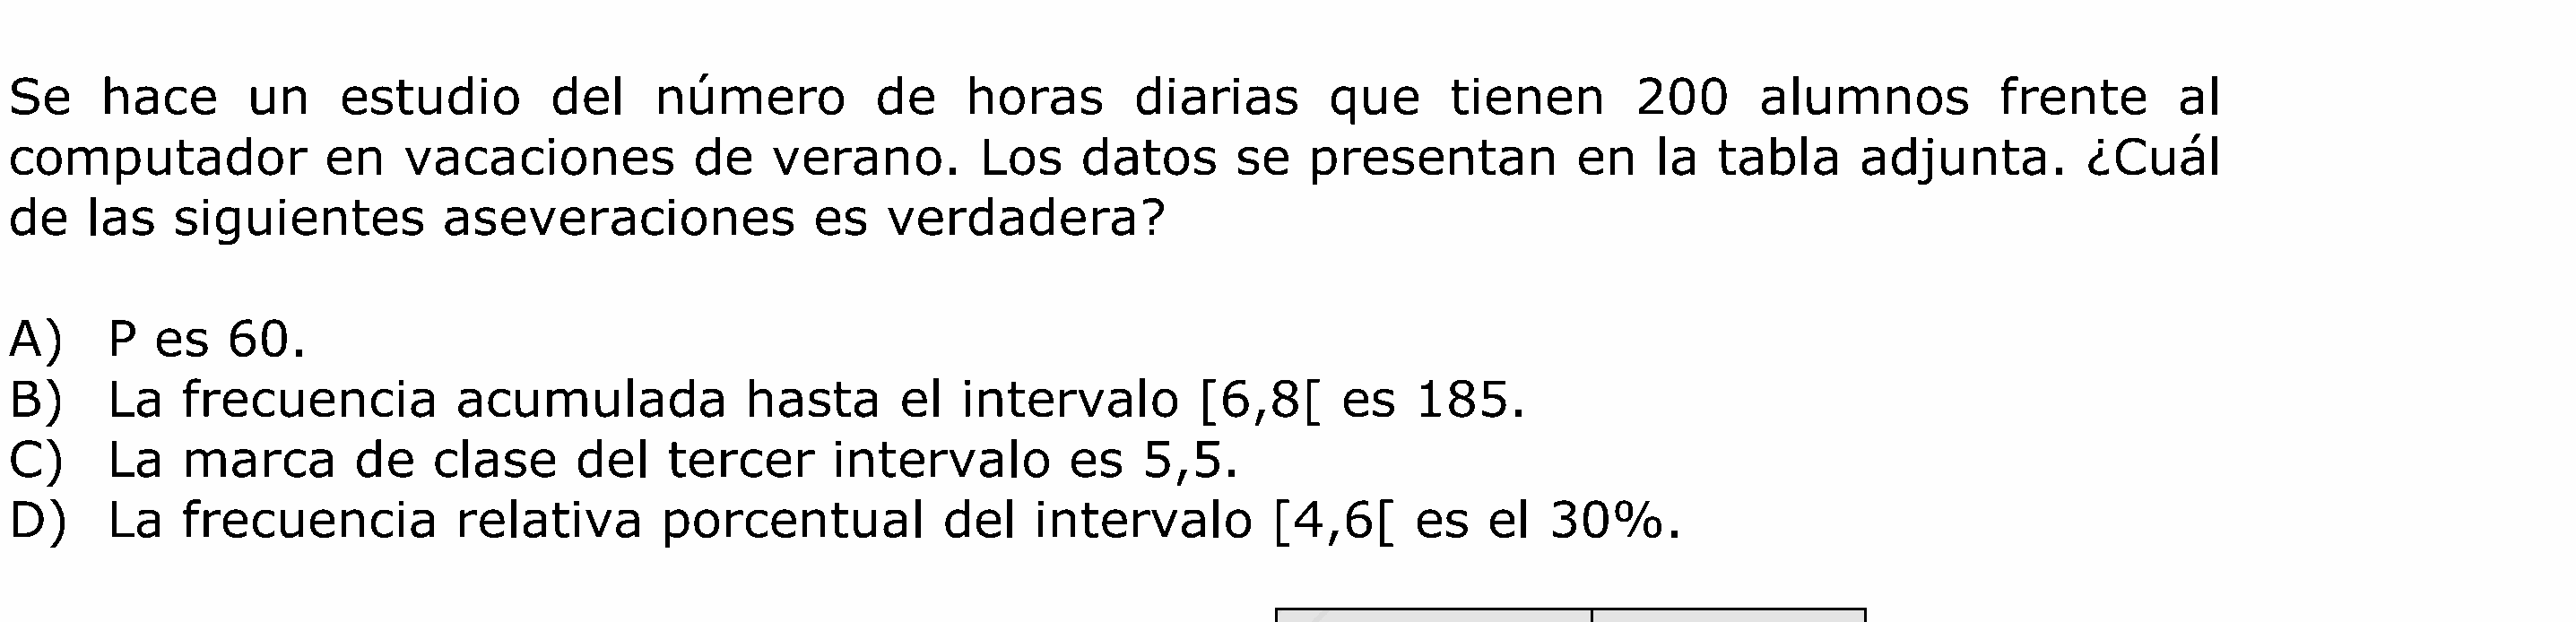 Se hace un estudio del número de horas diarias que tienen 200 alumnos frente al
computador en vacaciones de verano. Los datos se presentan en la tabla adjunta. ¿Cuál
de las siguientes aseveraciones es verdadera?
A) P es 60.
B) La frecuencia acumulada hasta el intervalo [6,8[ es 185.
C) La marca de clase del tercer intervalo es 5,5.
D) La frecuencia relativa porcentual del intervalo [4,6[ es el 30%.